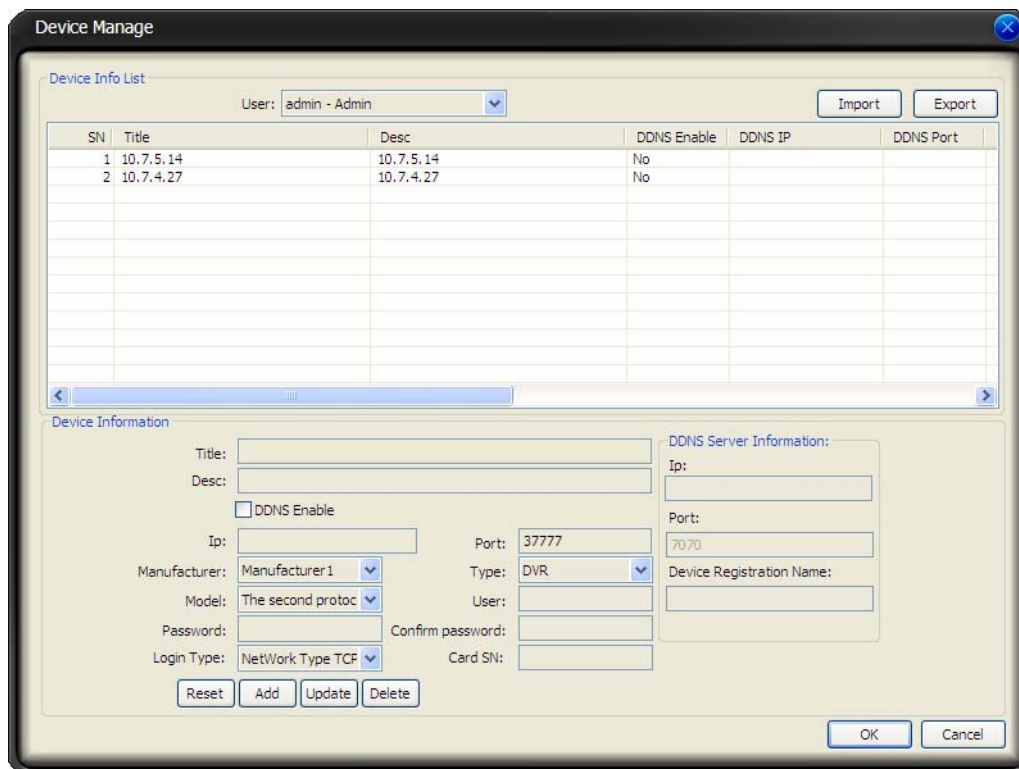 Device Manage
Device Info List
User: admin - Admin Import Export
SN Title Desc DDNS Enable DDNS IP DDNS Port
1 10.7.5.14 10.7.5.14 No
2 10.7.4.27 10.7.4.27 No
Device Information
Title:
Desc:
DDNS Enable
Ip: Port: 37777
Manufacturer: Manufacturer1 Type: DVR
Model: The second protoc User:
Password: Confirm password:
Login Type: NetWork Type TCP Card SN:
Reset Add Update Delete
DDNS Server Information:
Ip:
Port:
7070
Device Registration Name:
OK Cancel